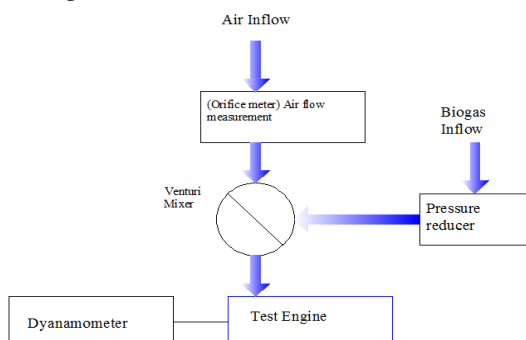 Air Inflow
(Orifice meter) Air flow
measurement
Biogas
Inflow
Venturi
Mixer
Pressure
reducer
Dyanamometer
Test Engine